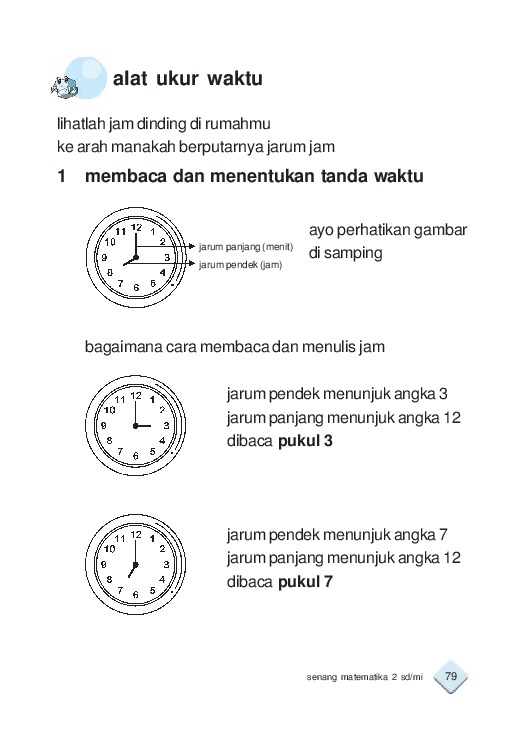 alat ukur waktu
lihatlah jam dinding di rumahmu
ke arah manakah berputarnya jarum jam
1 membaca dan menentukan tanda waktu
11 12 1
10 2
9 3
8 4
7 6 6
jarum panjang (menit)
jarum pendek (jam)
ayo perhatikan gambar
di samping
bagaimana cara membaca dan menulis jam
11 12 1
10 2
9 3
8 4
7 6 5
jarum pendek menunjuk angka 3
jarum panjang menunjuk angka 12
dibaca pukul 3
11 12 1
10 2
9 3
8 4
7 6 5
jarum pendek menunjuk angka 7
jarum panjang menunjuk angka 12
dibaca pukul 7
senang matematika 2 sd/mi 79